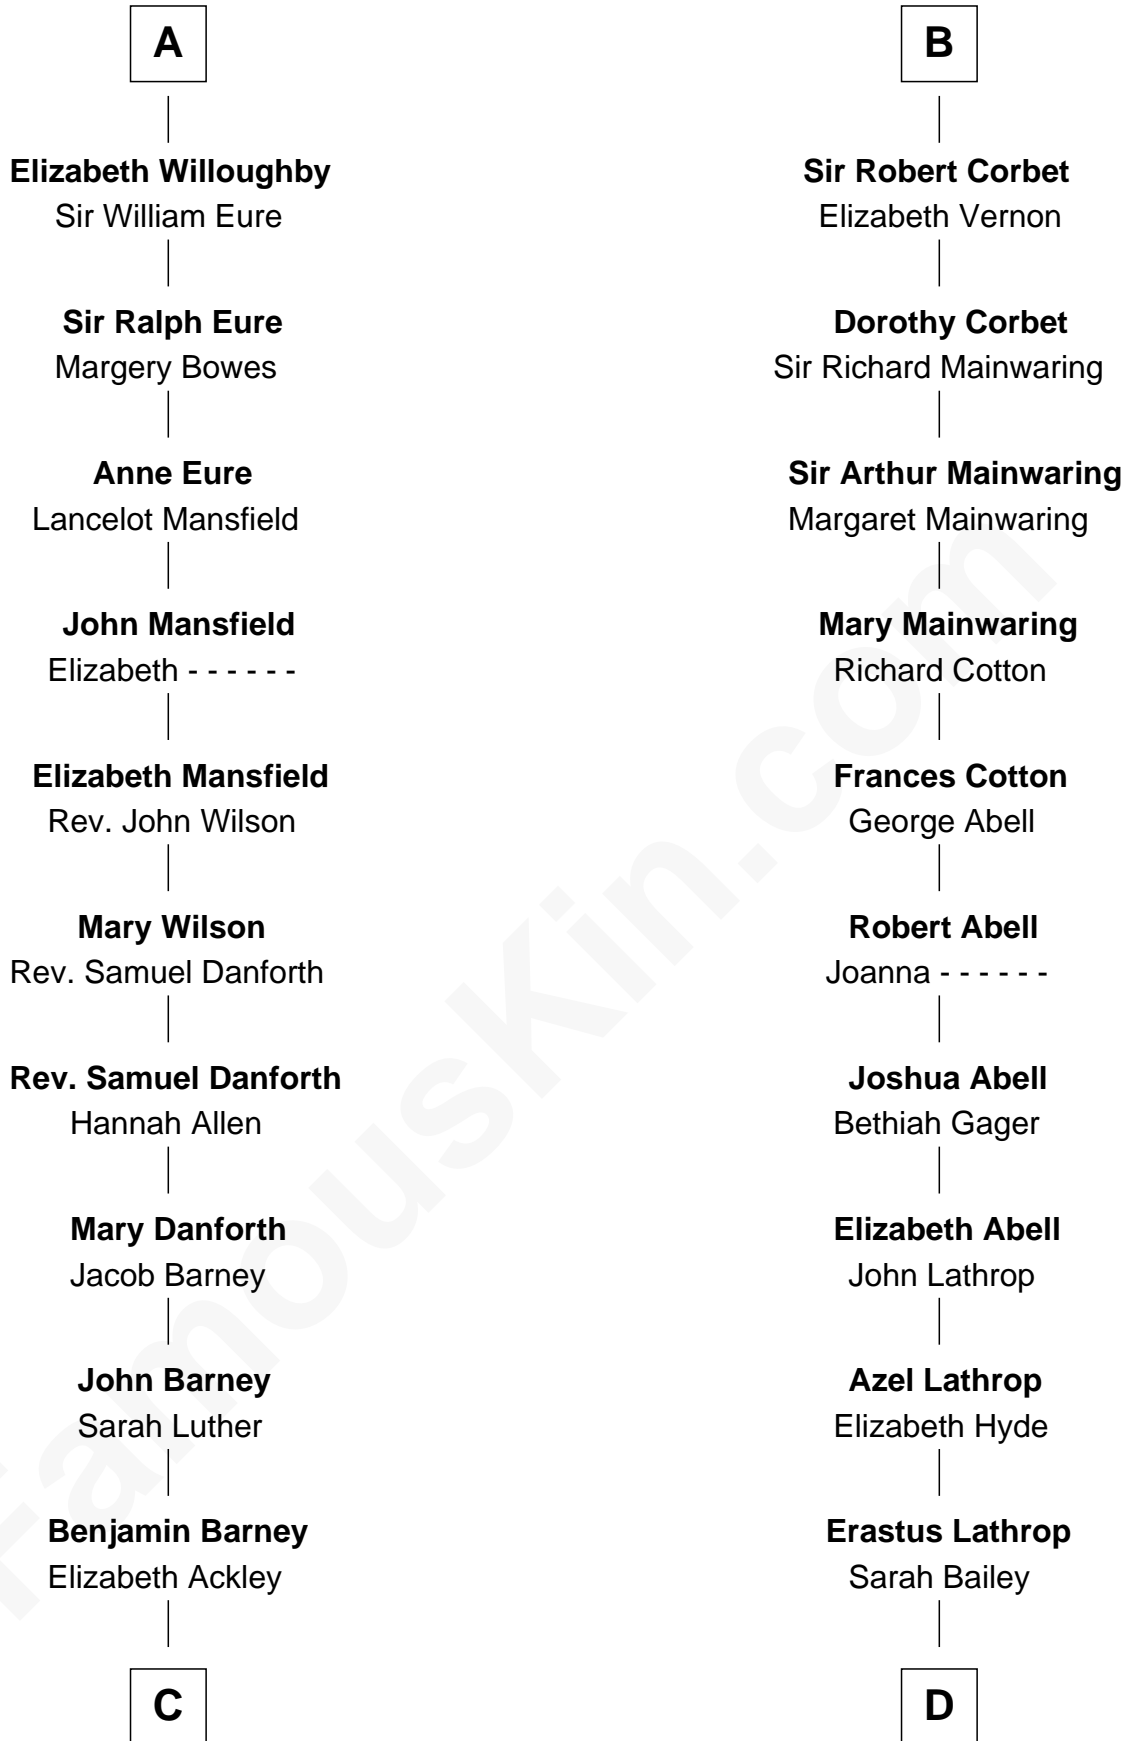 A
Elizabeth Willoughby
Sir William Eure
Sir Ralph Eure
Margery Bowes
Anne Eure
Lancelot Mansfield
John Mansfield
Elizabeth - - - - - -
Elizabeth Mansfield
Rev. John Wilson
Mary Wilson
Rev. Samuel Danforth
Rev. Samuel Danforth
Hannah Allen
Mary Danforth
Jacob Barney
John Barney
Sarah Luther
Benjamin Barney
Elizabeth Ackley
C
B
Sir Robert Corbet
Elizabeth Vernon
Dorothy Corbet
Sir Richard Mainwaring
Sir Arthur Mainwaring
Margaret Mainwaring
Mary Mainwaring
Richard Cotton
Frances Cotton
George Abell
Robert Abell
Joanna - - - - - -
Joshua Abell
Bethiah Gager
Elizabeth Abell
John Lathrop
Azel Lathrop
Elizabeth Hyde
Erastus Lathrop
Sarah Bailey
D
FamousKin.com